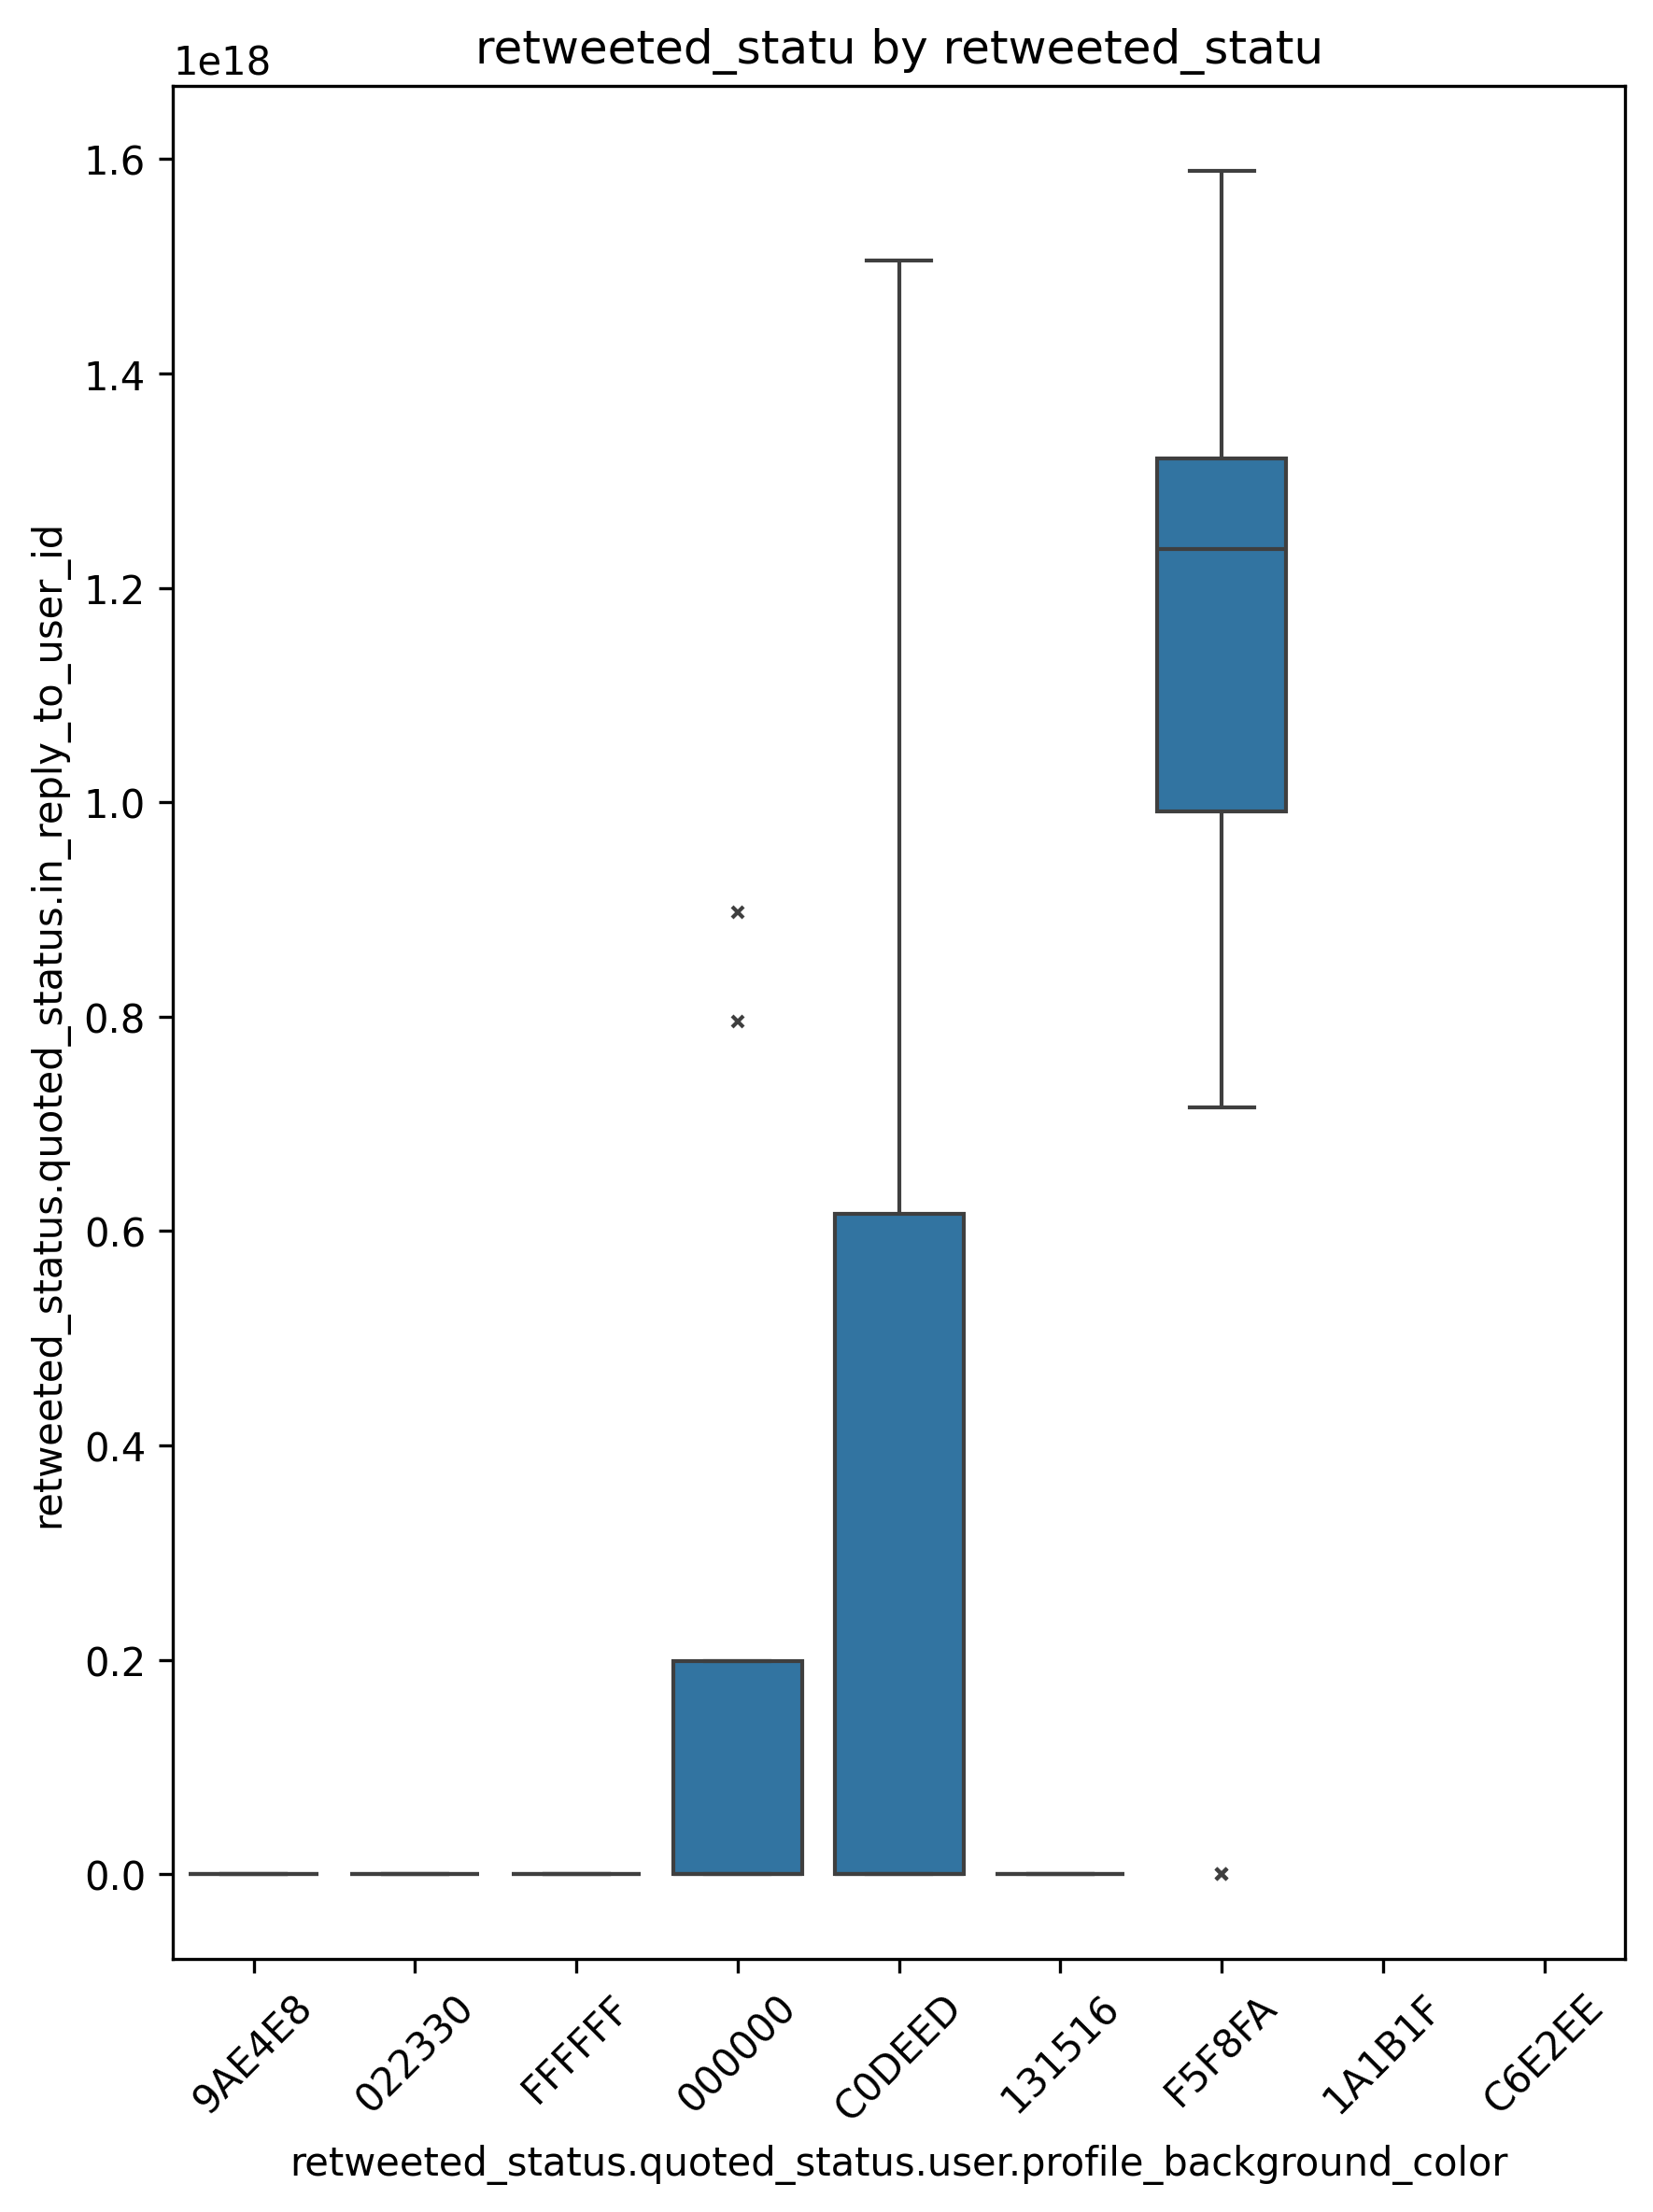 retweeted_statu by retweeted_statu
1e18
1.6
1.4
1.2
1.0
0.8
0.6
0.4
0.2
0.0
retweeted_status.quoted_status.in_reply_to_user_id
9AE4E8
022330
FFFFFF
000000
C0DEED
131516
F5F8FA
1A1B1F
C6E2EE
retweeted_status.quoted_status.user.profile_background_color